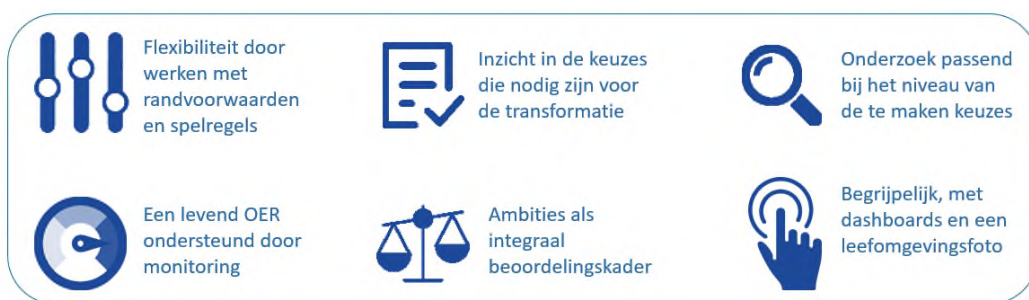 Flexibiliteit door
werken met
randvoorwaarden
en spelregels
Inzicht in de keuzes
die nodig zijn voor
de transformatie
Onderzoek passend
bij het niveau van
de te maken keuzes
Een levend OER
ondersteund door
monitoring
Ambities als
integraal
beoordelingskader
Begrijpelijk, met
dashboards en een
leefomgevingsfoto